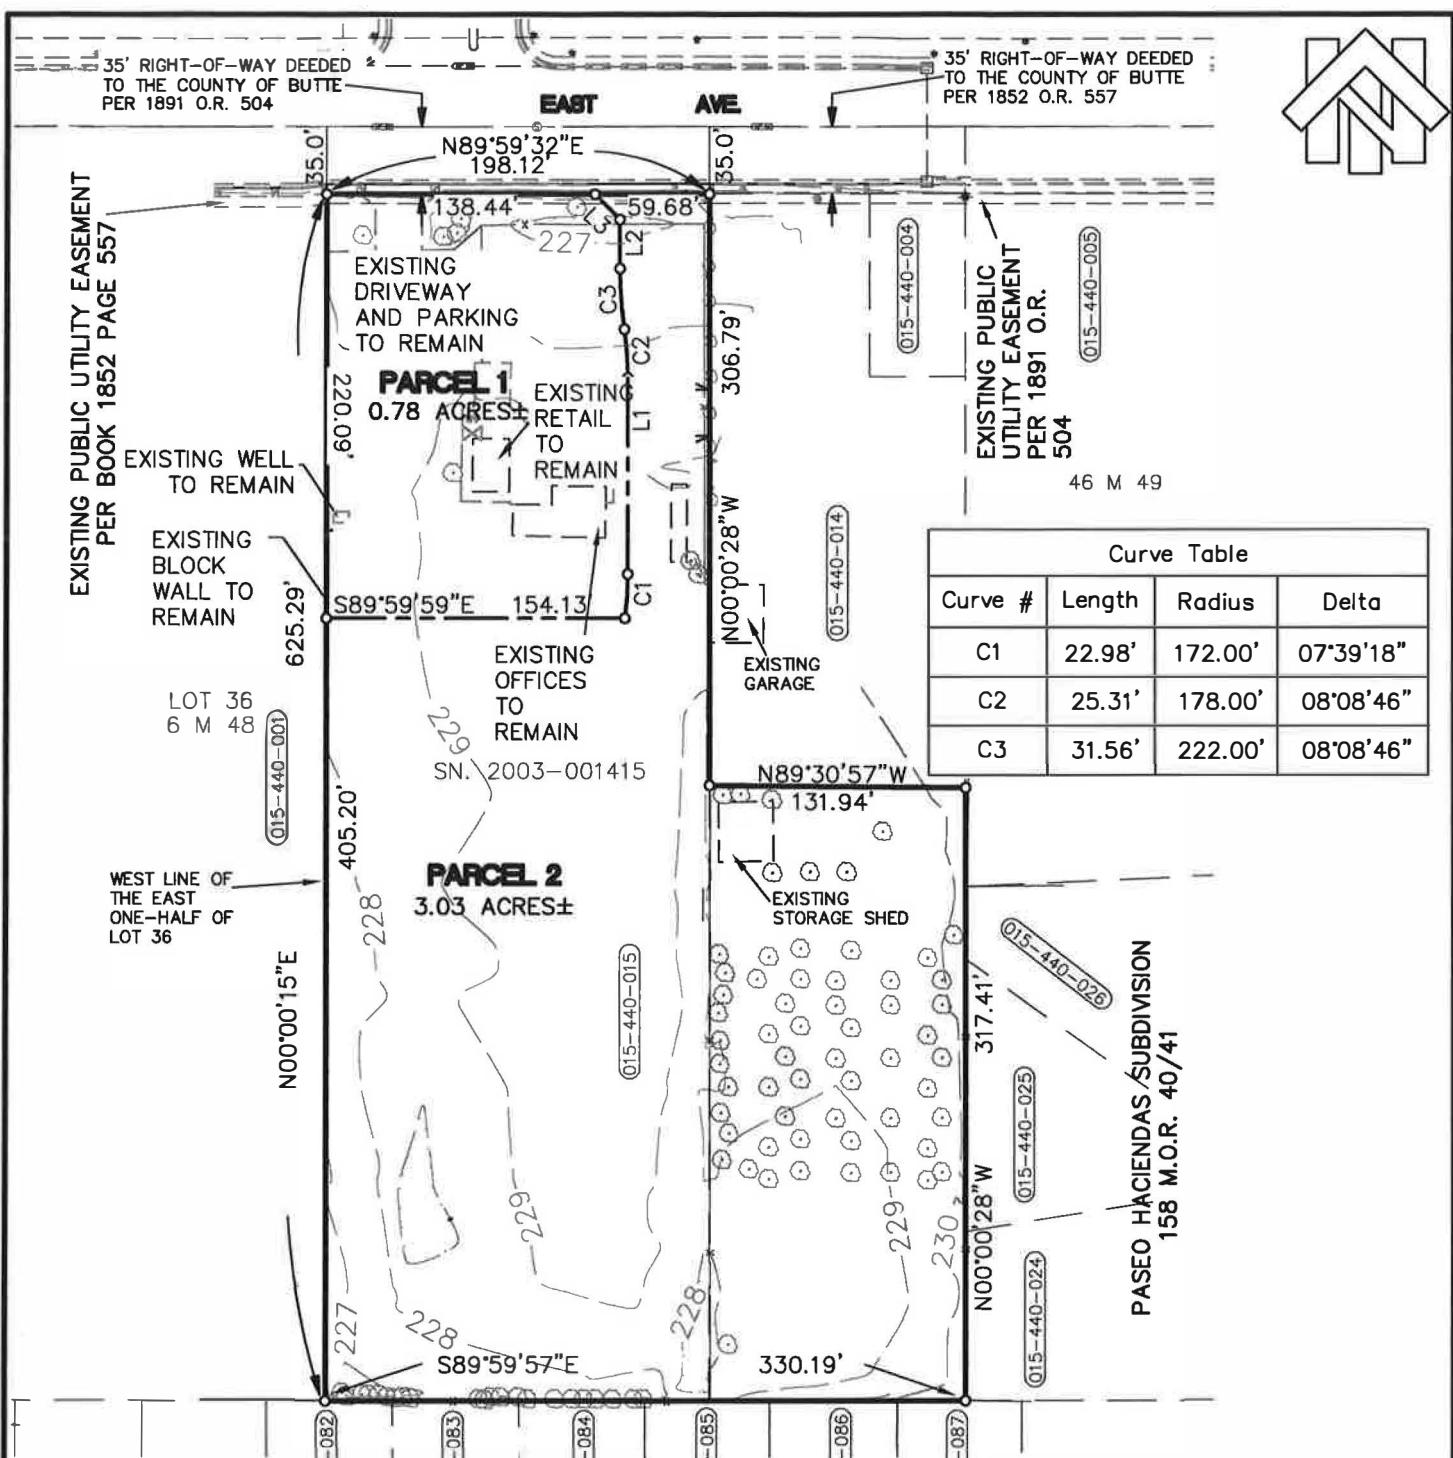 35' RIGHT-OF-WAY DEEDED
TO THE COUNTY OF BUTTE
PER 1891 O.R. 504
35' RIGHT-OF-WAY DEEDED
TO THE COUNTY OF BUTTE
PER 1852 O.R. 557
EAST AVE.
35.0'
N89°59'32"E
198.12'
35.0'
138.44'
59.68'
L3
L2
227
C3
C2
L1
C1
EXISTING PUBLIC UTILITY EASEMENT
PER BOOK 1852 PAGE 557
EXISTING
DRIVEWAY
AND PARKING
TO REMAIN
PARCEL 1
0.78 ACRES±
EXISTING
RETAIL
TO
REMAIN
220.09'
306.79'
015-440-004
015-440-005
EXISTING PUBLIC
UTILITY EASEMENT
PER 1891 O.R.
504
46 M 49
EXISTING WELL
TO REMAIN
EXISTING
BLOCK
WALL TO
REMAIN
625.29'
S89°59'59"E 154.13'
N00°00'28"W
015-440-014
EXISTING
GARAGE
EXISTING
OFFICES
TO
REMAIN
LOT 36
6 M 48
015-440-001
229
SN. 2003-001415
Curve Table
Curve # Length Radius Delta
C1 22.98' 172.00' 07°39'18"
C2 25.31' 178.00' 08°08'46"
C3 31.56' 222.00' 08°08'46"
N89°30'57"W
131.94'
405.20'
PARCEL 2
3.03 ACRES±
WEST LINE OF
THE EAST
ONE-HALF OF
LOT 36
EXISTING
STORAGE SHED
228
N00°00'15"E
015-440-015
015-440-026
317.41'
PASEO HACIENDAS SUBDIVISION
158 M.O.R. 40/41
015-440-025
N00°00'28"W
015-440-024
229
229
230
227
228
228
S89°59'57"E
330.19'
-082
-083
-084
-085
-086
-087